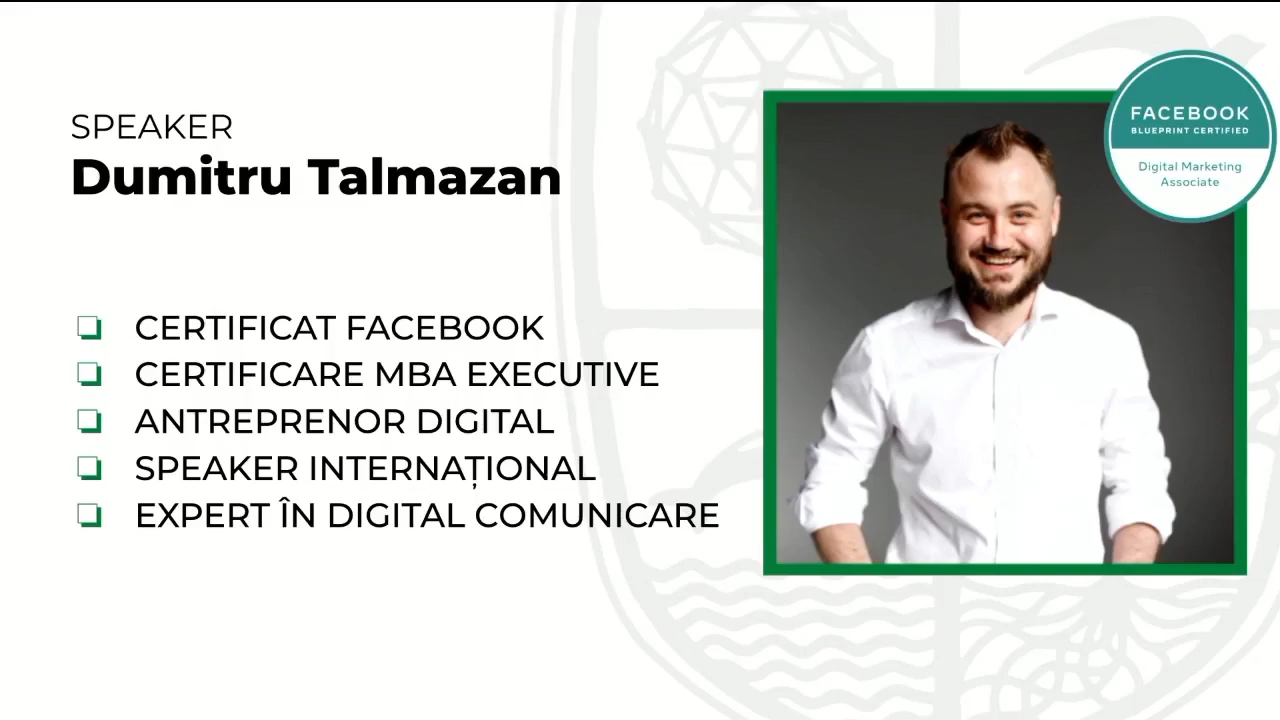 SPEAKER
Dumitru Talmazan
CERTIFICAT FACEBOOK
CERTIFICARE MBA EXECUTIVE
ANTREPRENOR DIGITAL
SPEAKER INTERNAȚIONAL
EXPERT ÎN DIGITAL COMUNICARE
FACEBOOK
BLUEPRINT CERTIFIED
Digital Marketing
Associate